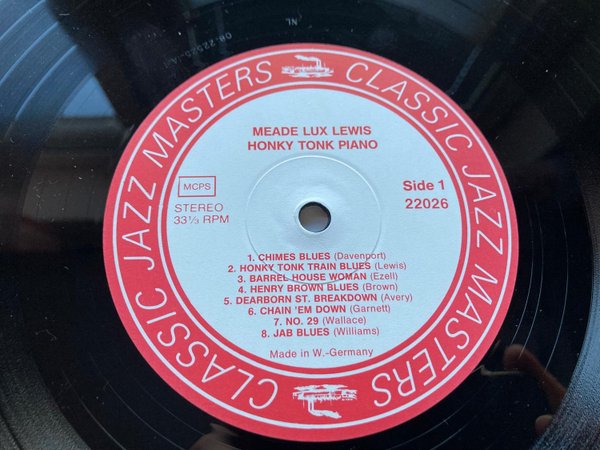 CLASSIC JAZZ MASTERS
CLASSIC JAZZ MASTERS
MEADE LUX LEWIS
HONKY TONK PIANO
MCPS
STEREO
33⅓ RPM
Side 1
22026
1. CHIMES BLUES (Davenport)
2. HONKY TONK TRAIN BLUES (Lewis)
3. BARREL HOUSE WOMAN (Ezell)
4. HENRY BROWN BLUES (Brown)
5. DEARBORN ST. BREAKDOWN (Avery)
6. CHAIN 'EM DOWN (Garnett)
7. NO. 29 (Wallace)
8. JAB BLUES (Williams)
Made in W.-Germany